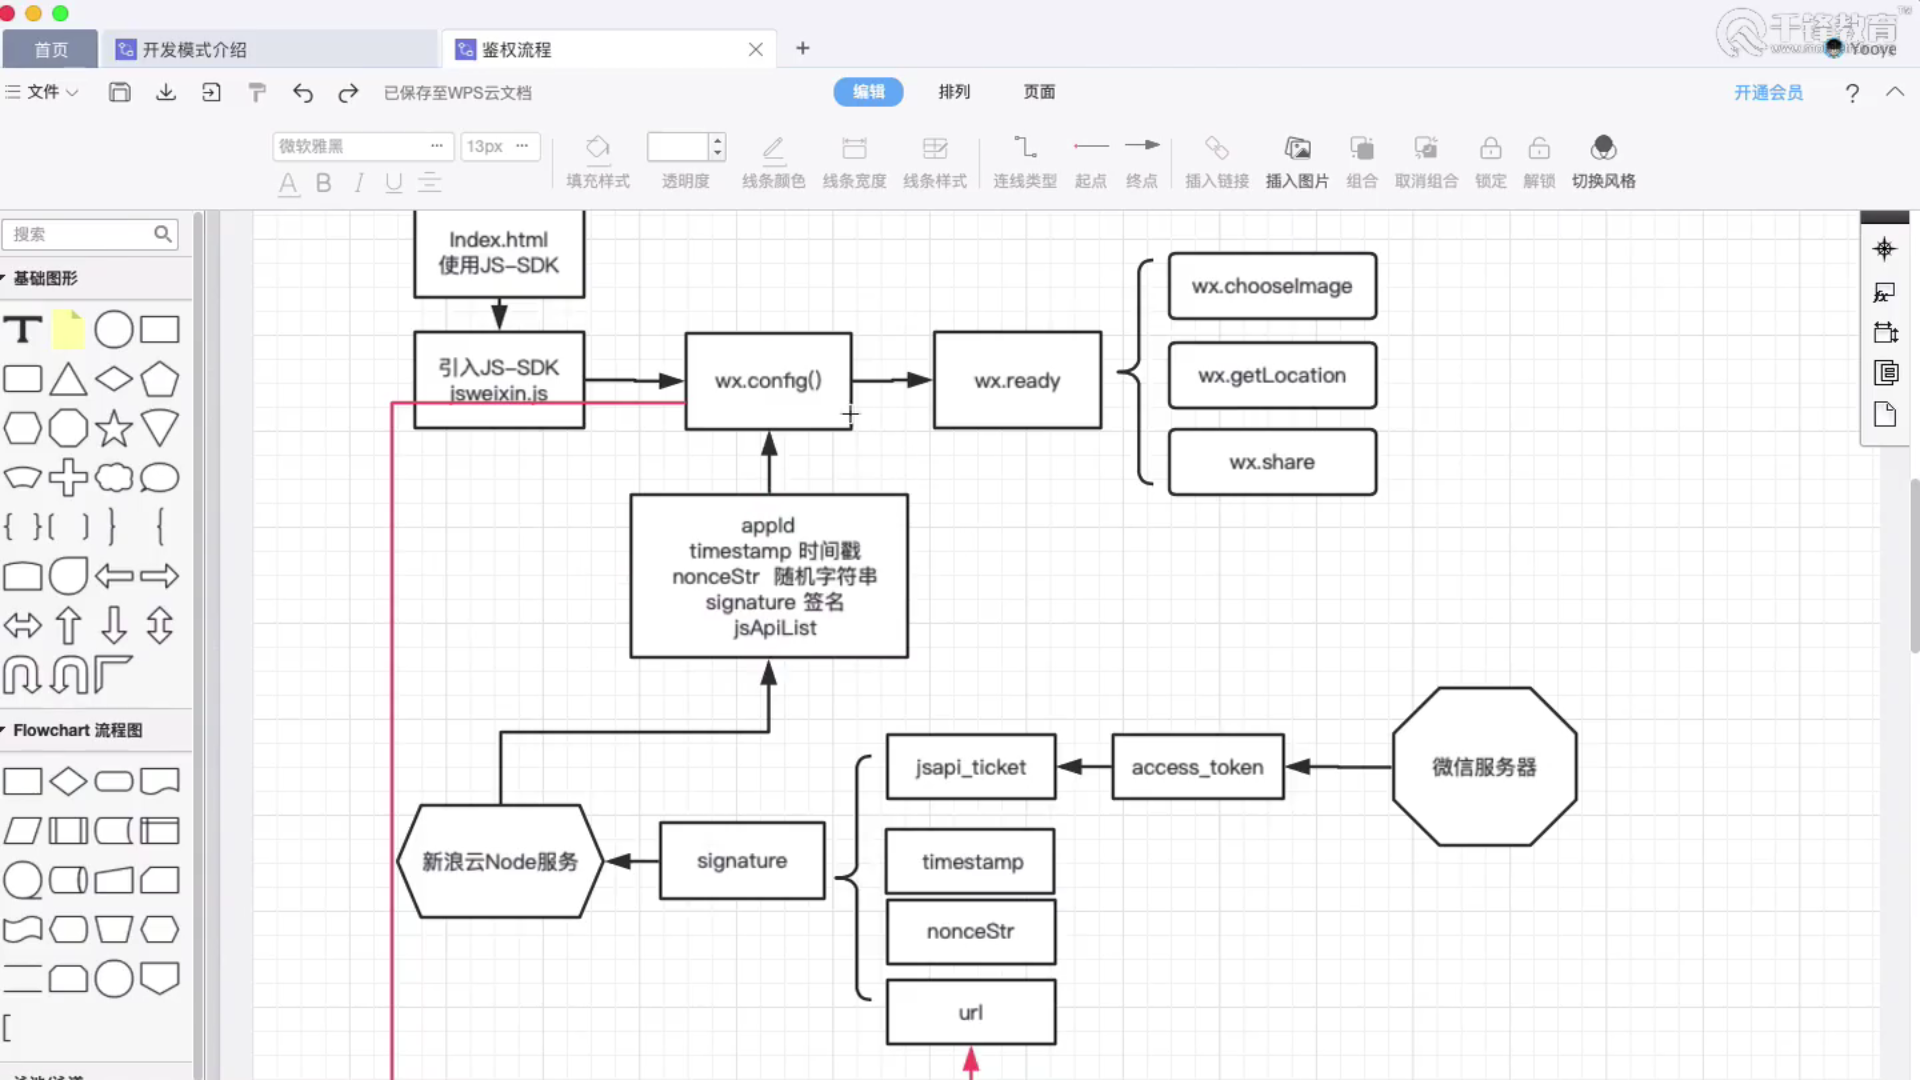 千锋教育
TM
Yooye
首页
开发模式介绍
鉴权流程
文件
已保存至WPS云文档
编辑
排列
页面
开通会员
?
微软雅黑
13px
A B I U
填充样式
透明度
线条颜色
线条宽度
线条样式
连线类型
起点
终点
插入链接
插入图片
组合
取消组合
锁定
解锁
切换风格
搜索
基础图形
T
Flowchart 流程图
Index.html
使用JS-SDK
引入JS-SDK
jsweixin.js
wx.config()
wx.ready
wx.chooseImage
wx.getLocation
wx.share
appId
timestamp 时间戳
nonceStr 随机字符串
signature 签名
jsApiList
jsapi_ticket
access_token
微信服务器
新浪云Node服务
signature
timestamp
nonceStr
url